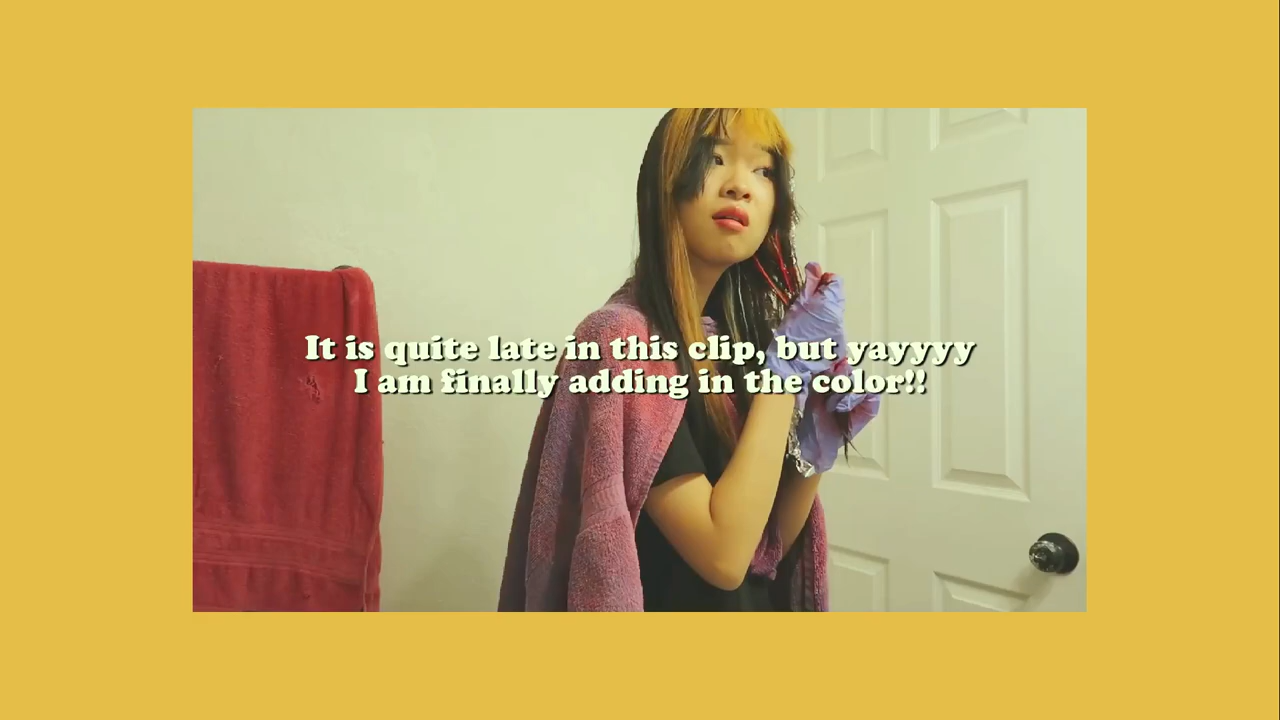 It is quite late in this clip, but yayyyy
I am finally adding in the color!!